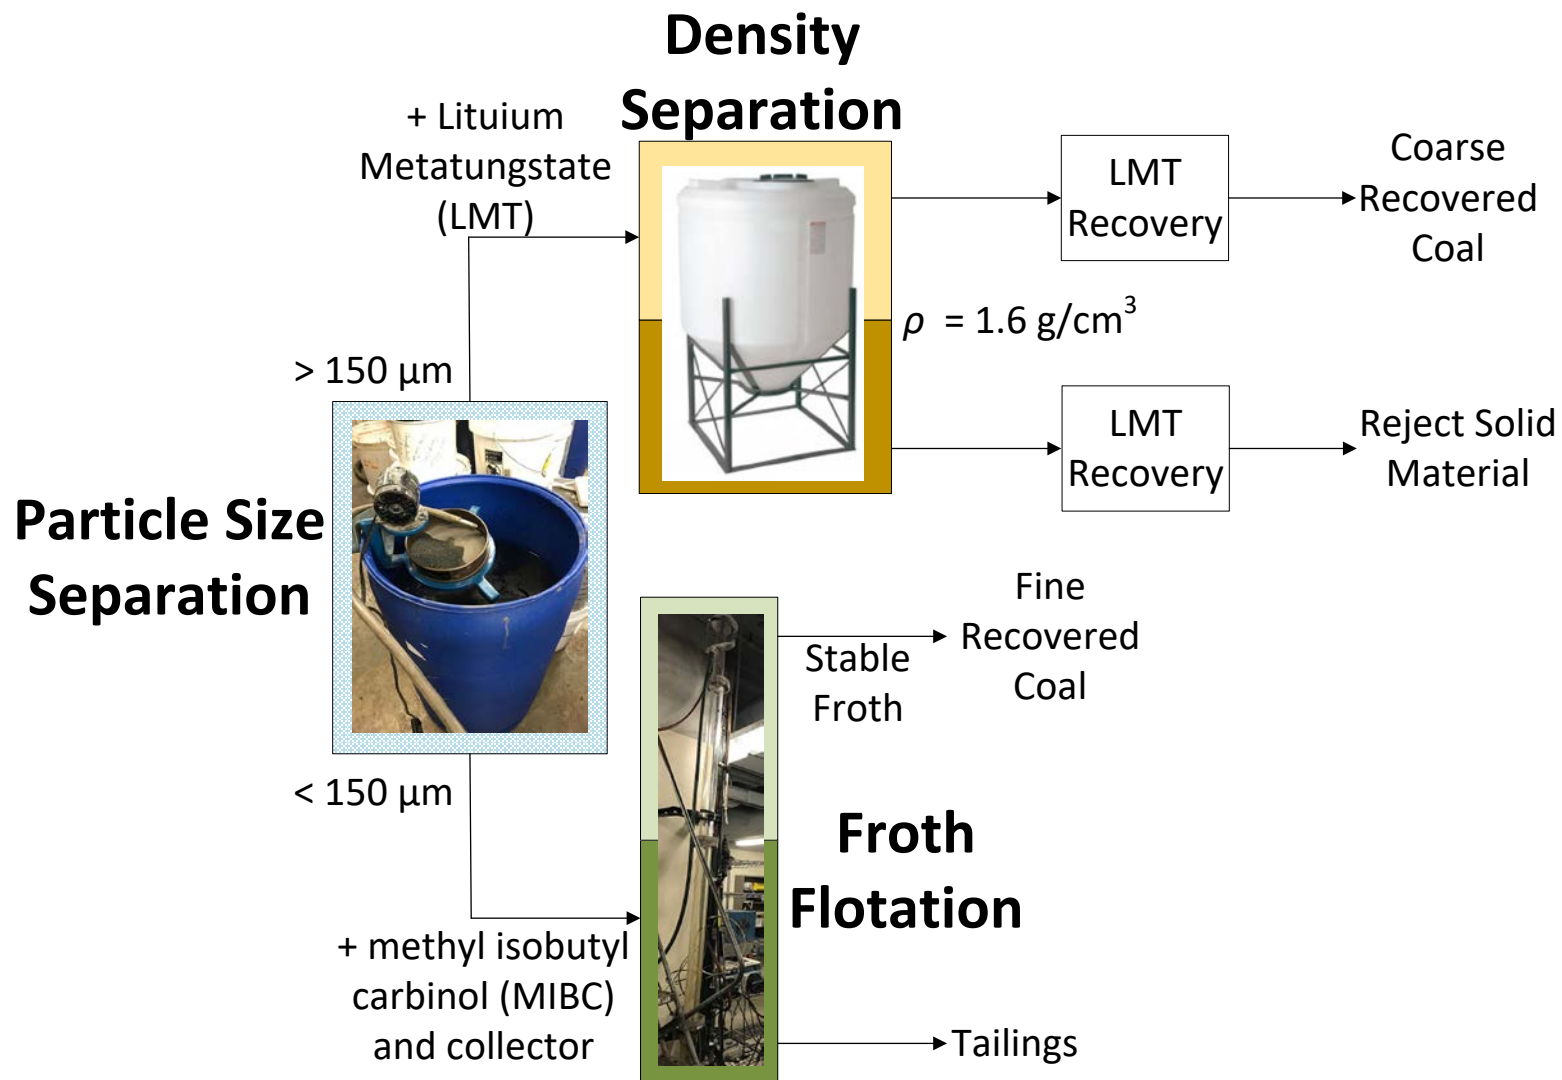 Density
Separation
+ Lituium
Metatungstate
(LMT)
LMT
Recovery
Coarse
Recovered
Coal
ρ = 1.6 g/cm³
> 150 μm
LMT
Recovery
Reject Solid
Material
Particle Size
Separation
Stable
Froth
Fine
Recovered
Coal
< 150 μm
Froth
Flotation
+ methyl isobutyl
carbinol (MIBC)
and collector
Tailings